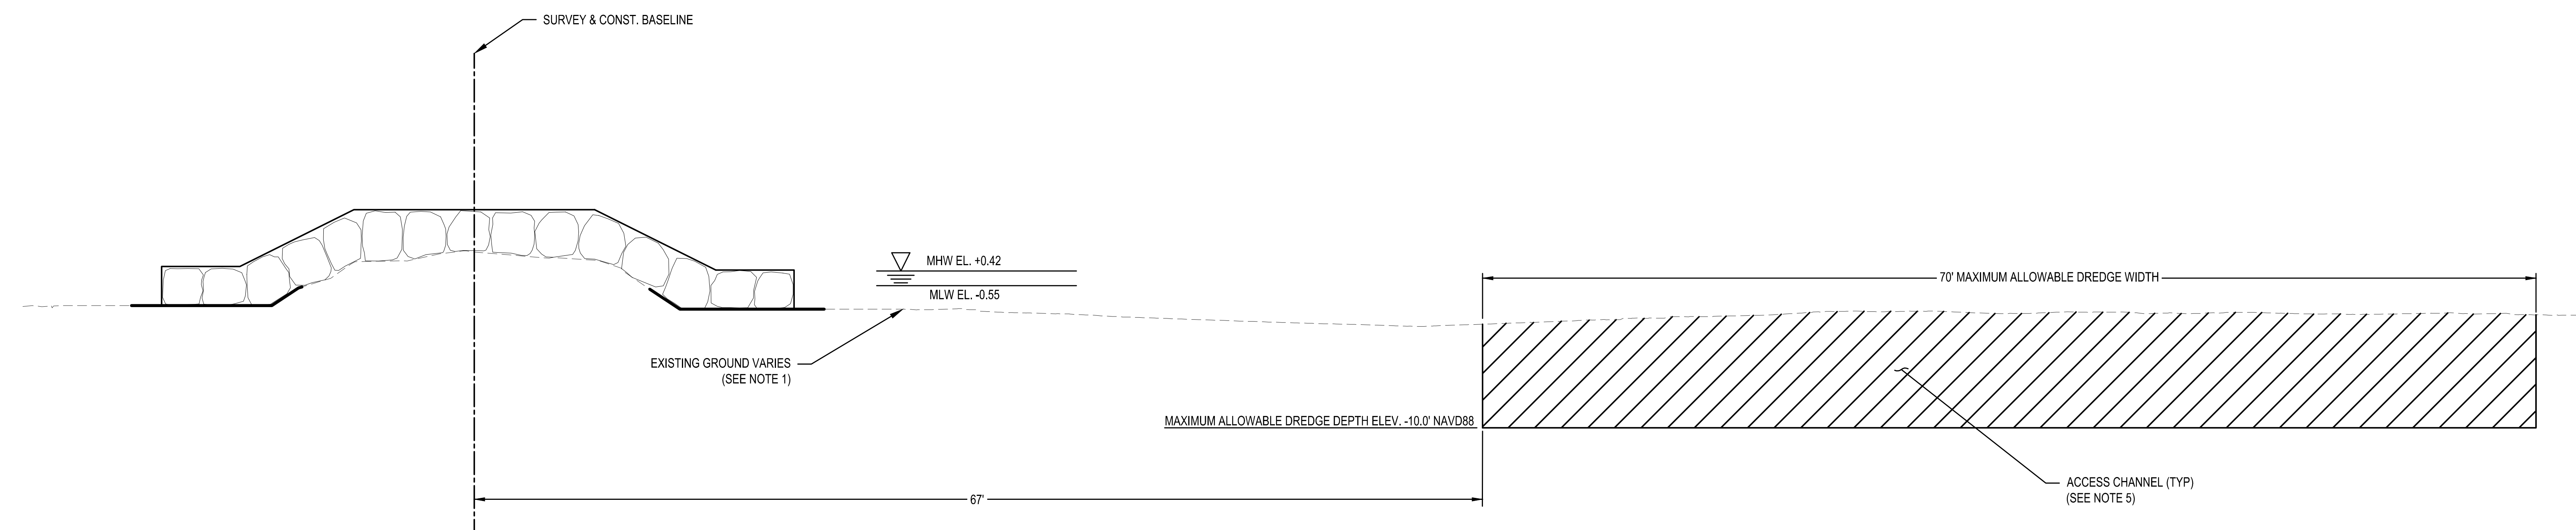 SURVEY & CONST. BASELINE
MHW EL. +0.42
MLW EL. -0.55
70' MAXIMUM ALLOWABLE DREDGE WIDTH
EXISTING GROUND VARIES
(SEE NOTE 1)
MAXIMUM ALLOWABLE DREDGE DEPTH ELEV. -10.0' NAVD88
67'
ACCESS CHANNEL (TYP)
(SEE NOTE 5)